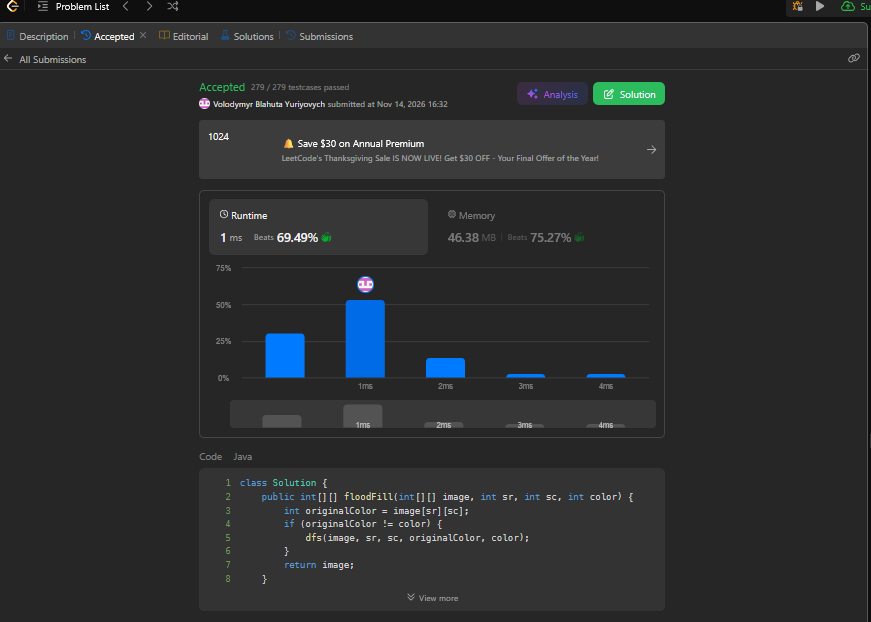 Problem List
Su
Description
Accepted
Editorial
Solutions
Submissions
All Submissions
Accepted 279 / 279 testcases passed
Volodymyr Blahuta Yuriyovych submitted at Nov 14, 2026 16:32
Analysis
Solution
1024
Save $30 on Annual Premium
LeetCode's Thanksgiving Sale IS NOW LIVE! Get $30 OFF - Your Final Offer of the Year!
Runtime
1 ms Beats 69.49%
Memory
46.38 MB Beats 75.27%
75%
50%
25%
0%
1ms 2ms 3ms 4ms
1ms 2ms 3ms 4ms
Code Java
1 class Solution {
2 public int[][] floodFill(int[][] image, int sr, int sc, int color) {
3 int originalColor = image[sr][sc];
4 if (originalColor != color) {
5 dfs(image, sr, sc, originalColor, color);
6 }
7 return image;
8 }
View more